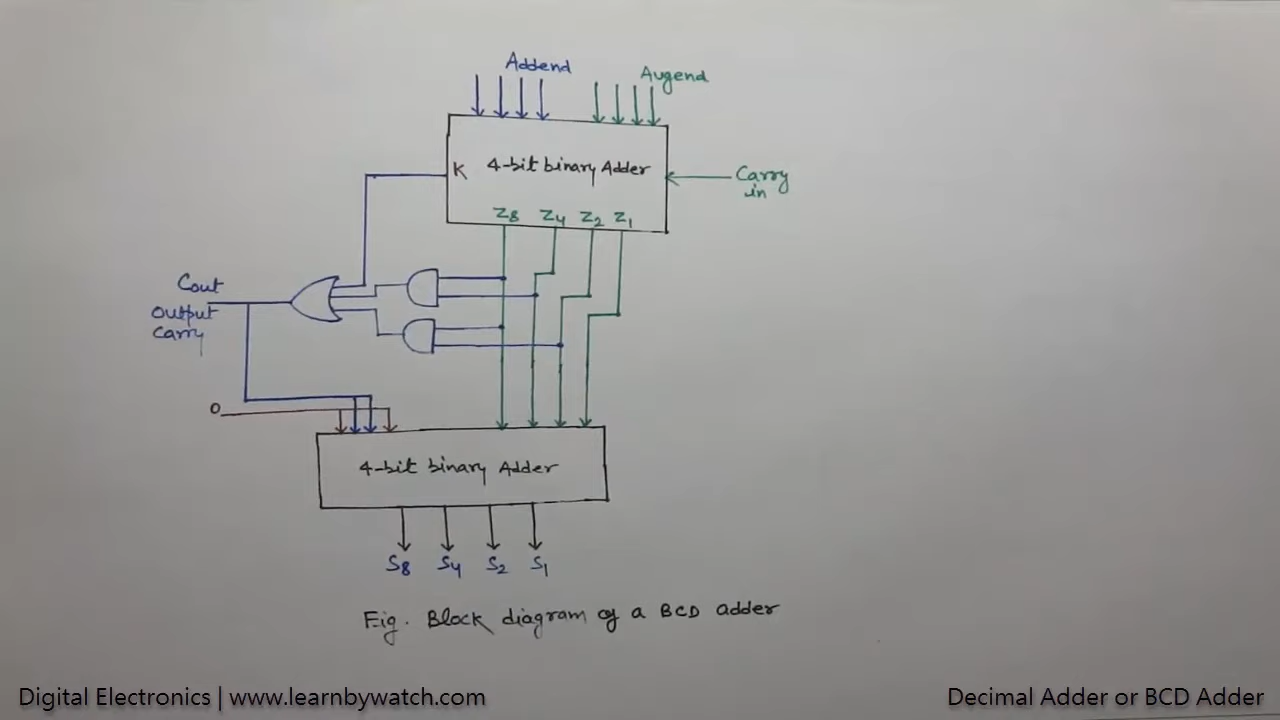 Addend
Augend
K 4-bit binary Adder
Carry
in
Z8 Z4 Z2 Z1
Cout
Output
Carry
0
4-bit binary Adder
S8 S4 S2 S1
Fig. Block diagram of a BCD adder
Digital Electronics | www.learnbywatch.com
Decimal Adder or BCD Adder